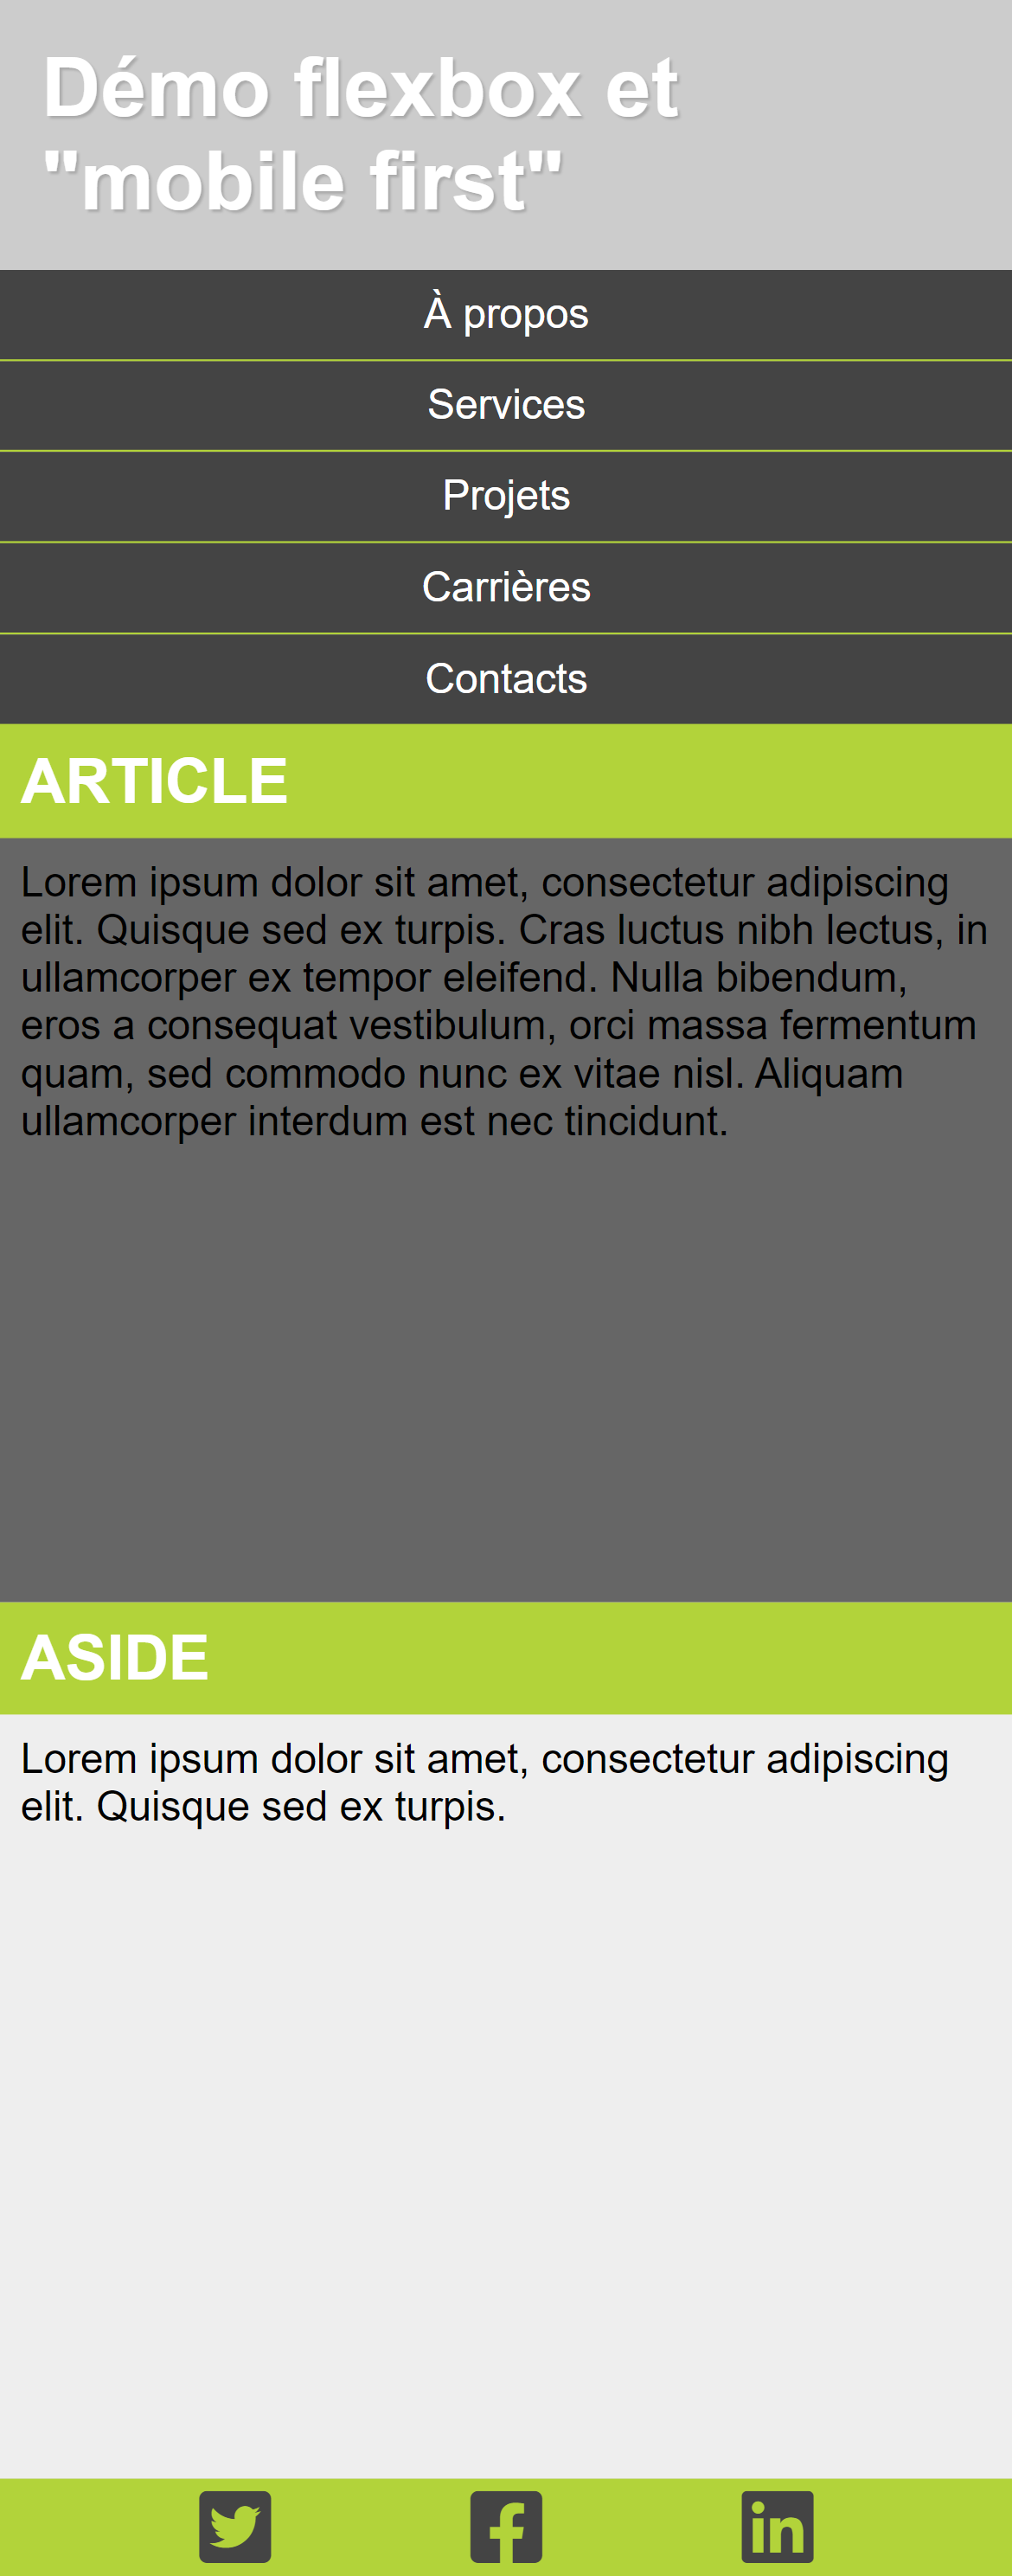 Démo flexbox et
"mobile first"
À propos
Services
Projets
Carrières
Contacts
ARTICLE
Lorem ipsum dolor sit amet, consectetur adipiscing
elit. Quisque sed ex turpis. Cras luctus nibh lectus, in
ullamcorper ex tempor eleifend. Nulla bibendum,
eros a consequat vestibulum, orci massa fermentum
quam, sed commodo nunc ex vitae nisl. Aliquam
ullamcorper interdum est nec tincidunt.
ASIDE
Lorem ipsum dolor sit amet, consectetur adipiscing
elit. Quisque sed ex turpis.